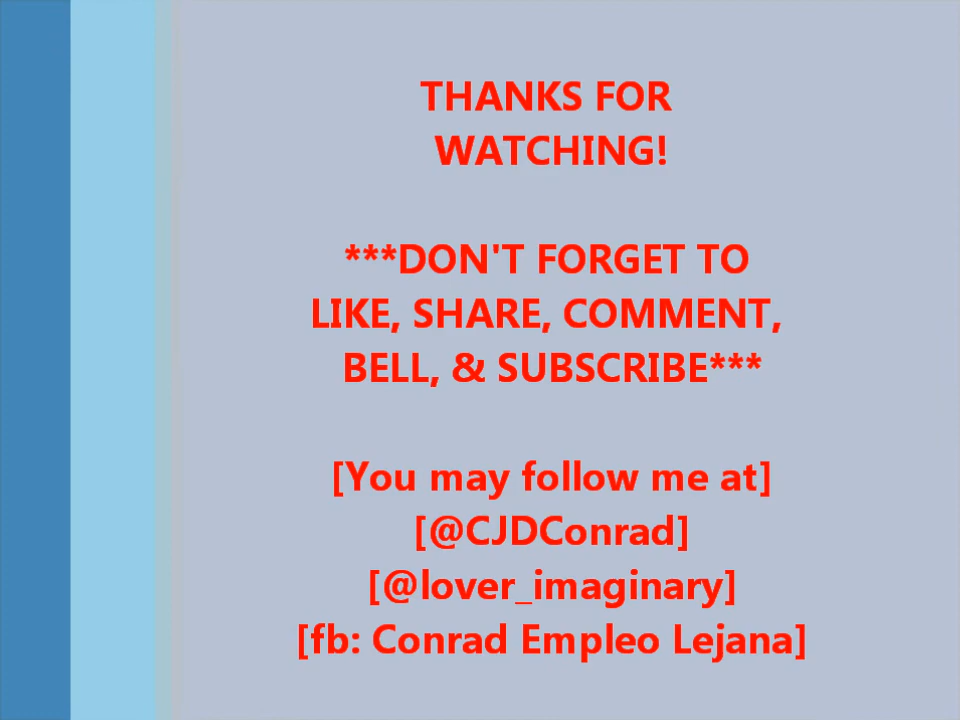 THANKS FOR
WATCHING!
***DON'T FORGET TO
LIKE, SHARE, COMMENT,
BELL, & SUBSCRIBE***
[You may follow me at]
[@CJDConrad]
[@lover_imaginary]
[fb: Conrad Empleo Lejana]